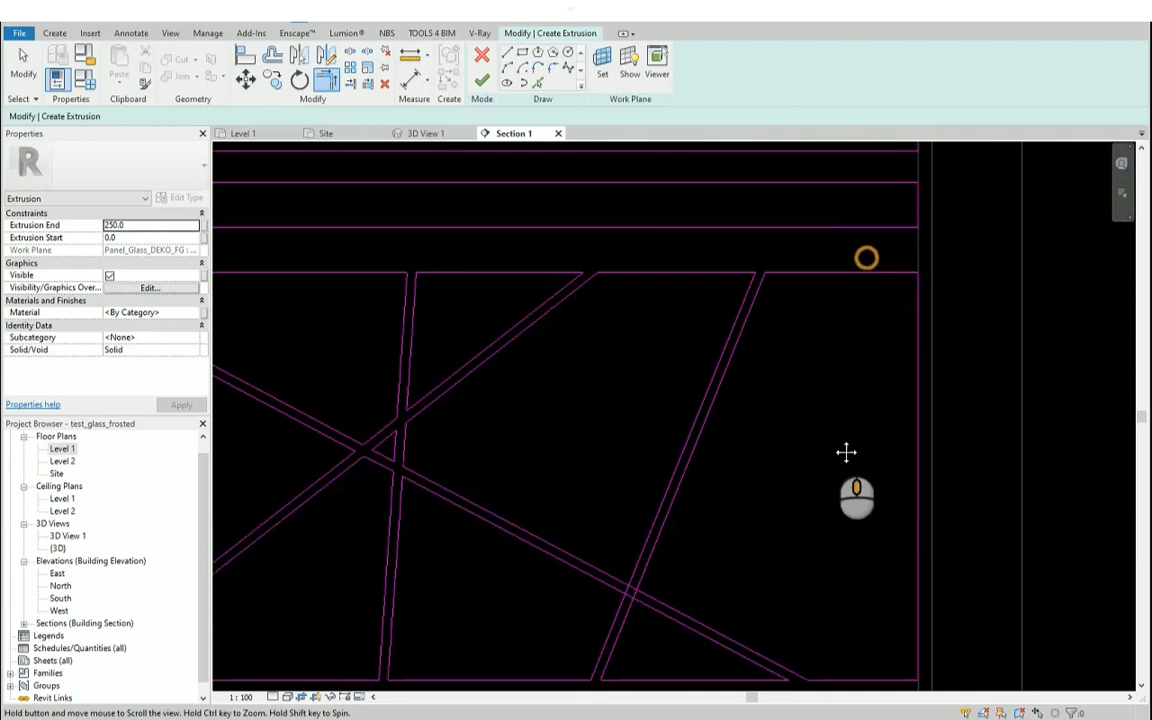 File Create Insert Annotate View Manage Add-Ins Enscape™ Lumion® NBS TOOLS 4 BIM V-Ray Modify | Create Extrusion
Modify Paste Cut Join Set Show Viewer
Select Properties Clipboard Geometry Modify Measure Create Mode Draw Work Plane
Modify | Create Extrusion
Properties
Level 1 Site 3D View 1 Section 1
R
Extrusion Edit Type
Constraints
Extrusion End 250.0
Extrusion Start 0.0
Work Plane Panel_Glass_DEKO_FG : ...
Graphics
Visible
Visibility/Graphics Over... Edit...
Materials and Finishes
Material <By Category>
Identity Data
Subcategory <None>
Solid/Void Solid
Properties help Apply
Project Browser - test_glass_frosted
Floor Plans
Level 1
Level 2
Site
Ceiling Plans
Level 1
Level 2
3D Views
3D View 1
{3D}
Elevations (Building Elevation)
East
North
South
West
Sections (Building Section)
Legends
Schedules/Quantities (all)
Sheets (all)
Families
Groups
Revit Links
1 : 100
Hold button and move mouse to Scroll the view. Hold Ctrl key to Zoom. Hold Shift key to Spin.
:0